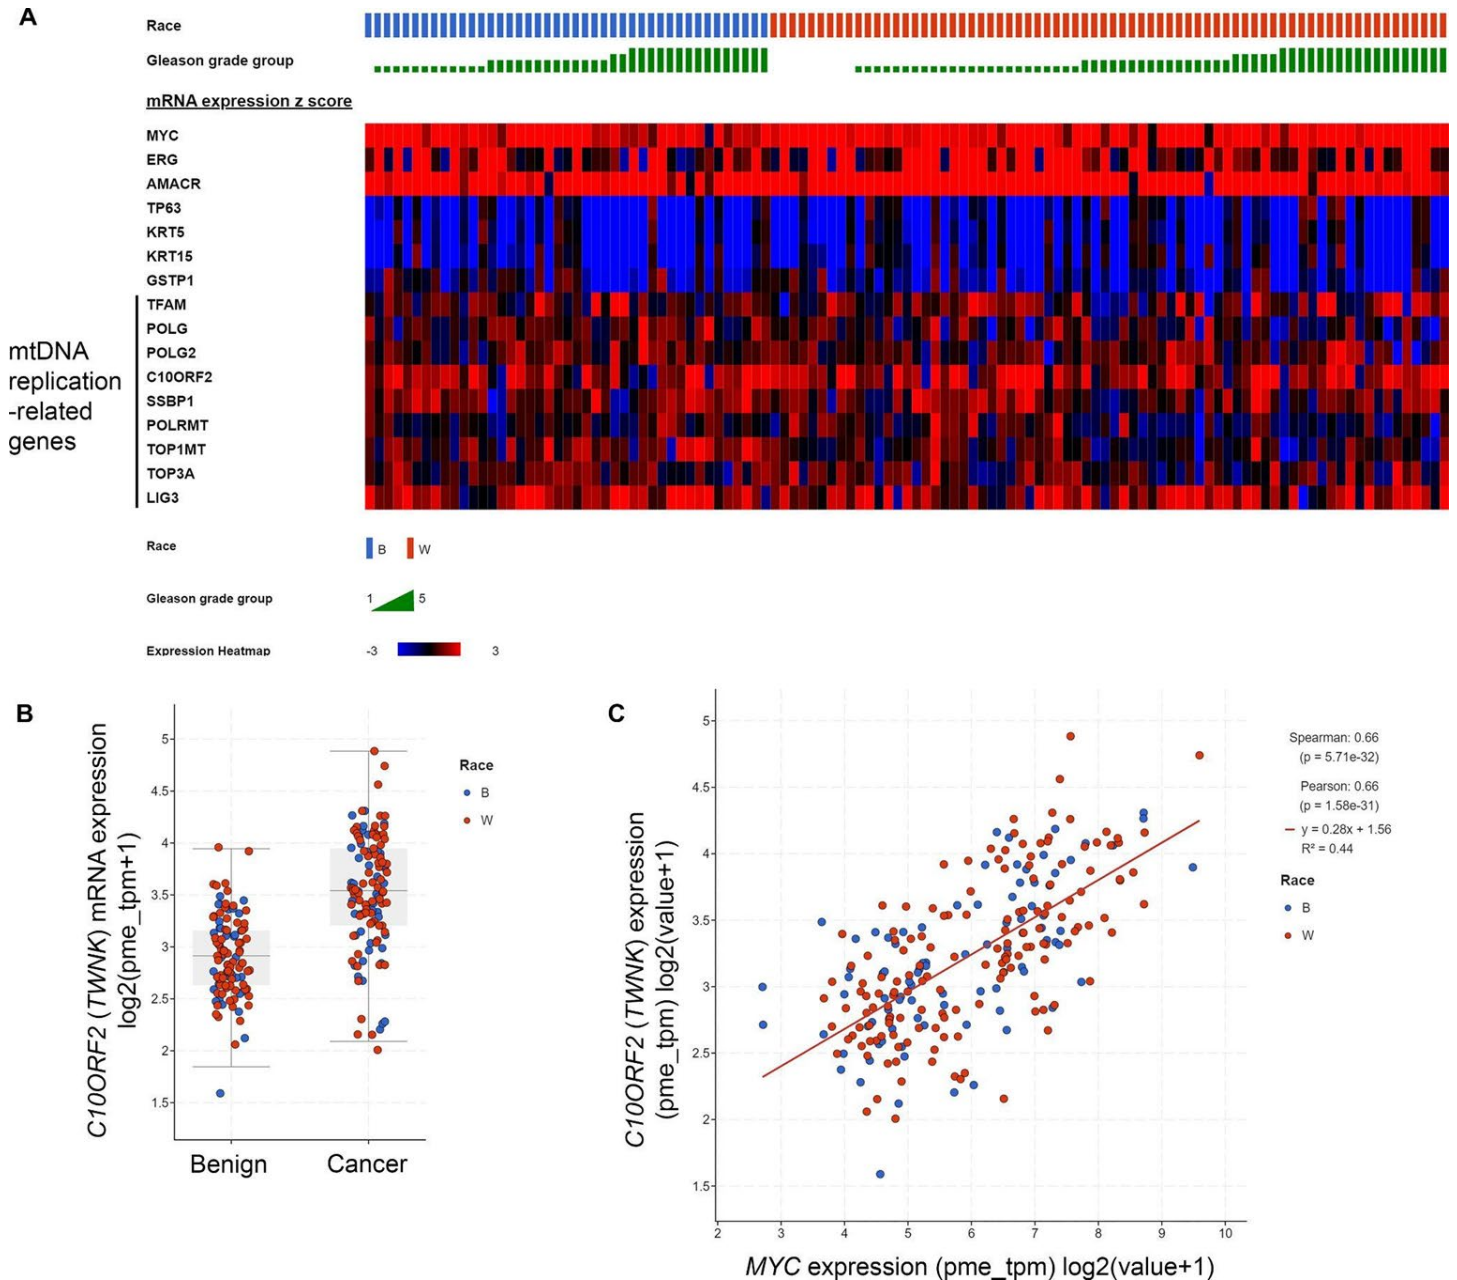 A
Race
Gleason grade group
mRNA expression z score
MYC
ERG
AMACR
TP63
KRT5
KRT15
GSTP1
TFAM
POLG
POLG2
C10ORF2
SSBP1
POLRMT
TOP1MT
TOP3A
LIG3
mtDNA
replication
-related
genes
Race B W
Gleason grade group 1 5
Expression Heatmap -3 3
B
C10ORF2 (TWNK) mRNA expression
log2(pme_tpm+1)
5
4.5
4
3.5
3
2.5
2
1.5
Benign Cancer
Race
B
W
C
C10ORF2 (TWNK) expression
(pme_tpm) log2(value+1)
5
4.5
4
3.5
3
2.5
2
1.5
2 3 4 5 6 7 8 9 10
MYC expression (pme_tpm) log2(value+1)
Spearman: 0.66
(p = 5.71e-32)
Pearson: 0.66
(p = 1.58e-31)
y = 0.28x + 1.56
R² = 0.44
Race
B
W